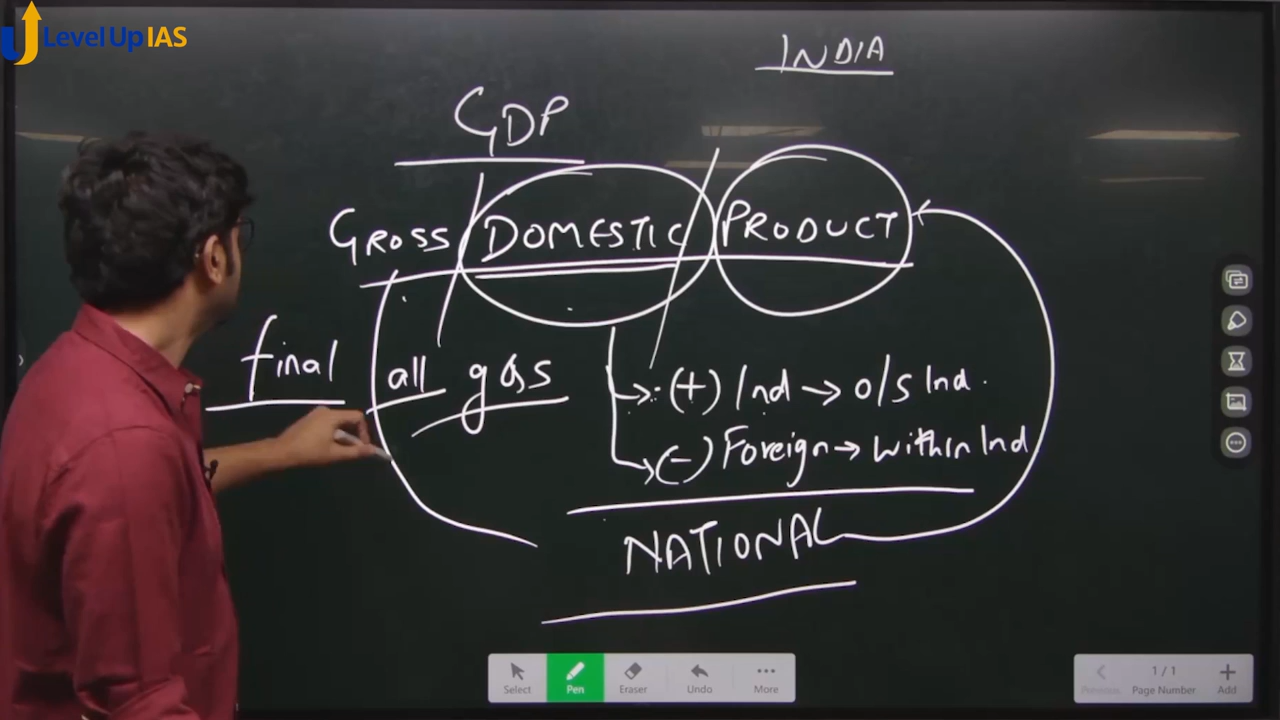 Level Up IAS
INDIA
GDP
GROSS DOMESTIC PRODUCT
final all g&s
(+) Ind → o/s Ind.
(-) Foreign → within Ind
NATIONAL
Select
Pen
Eraser
Undo
More
Previous
1/1
Page Number
Add